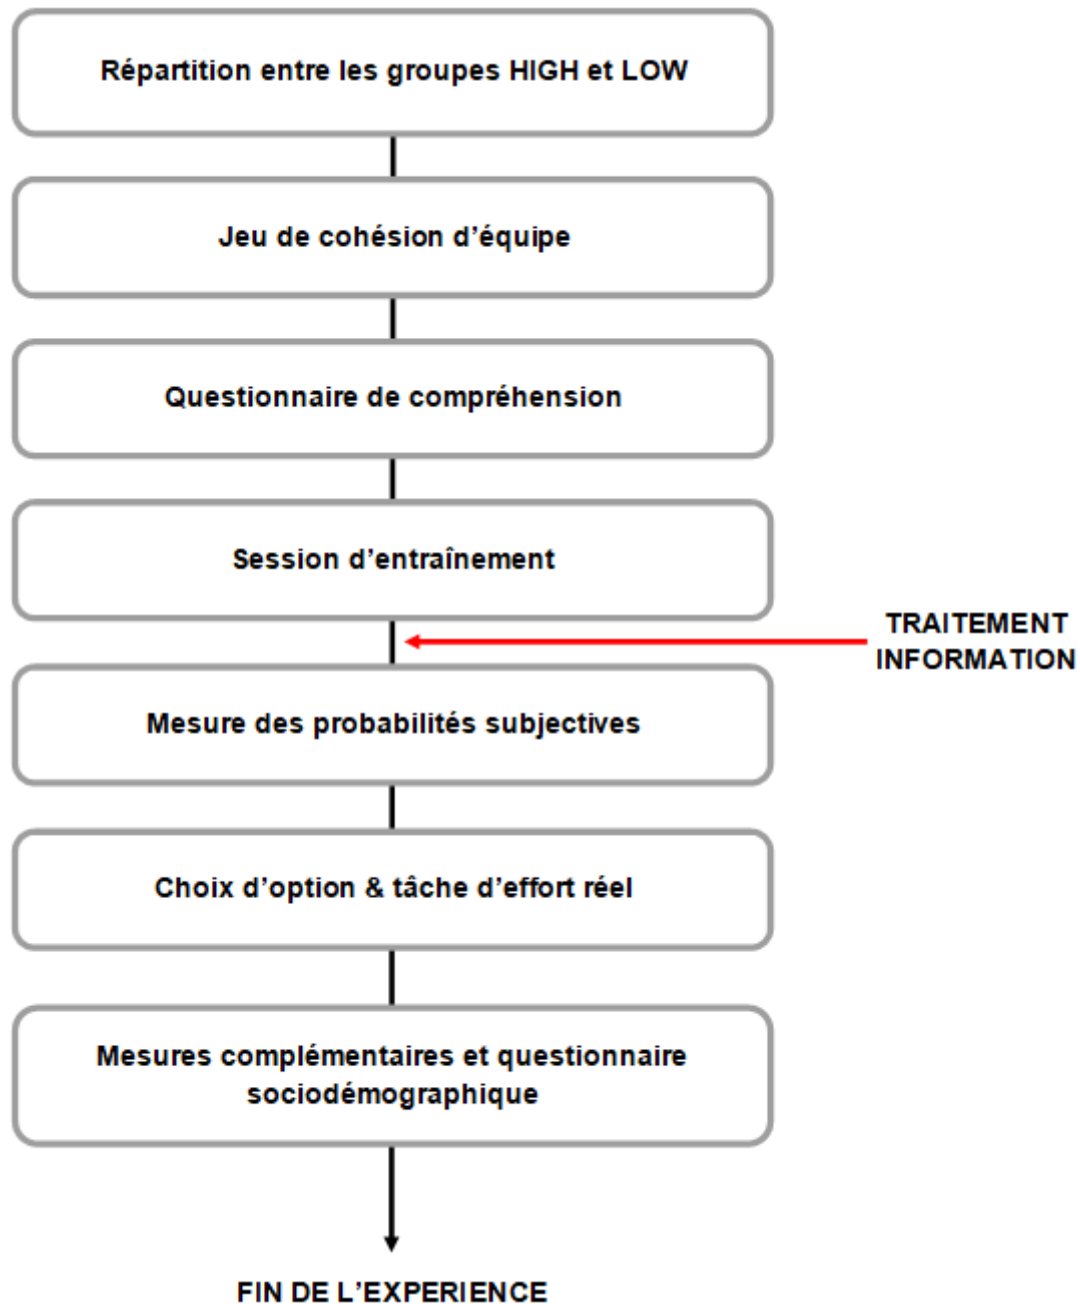 Répartition entre les groupes HIGH et LOW
Jeu de cohésion d’équipe
Questionnaire de compréhension
Session d’entraînement
TRAITEMENT
INFORMATION
Mesure des probabilités subjectives
Choix d’option & tâche d’effort réel
Mesures complémentaires et questionnaire
sociodémographique
FIN DE L’EXPERIENCE